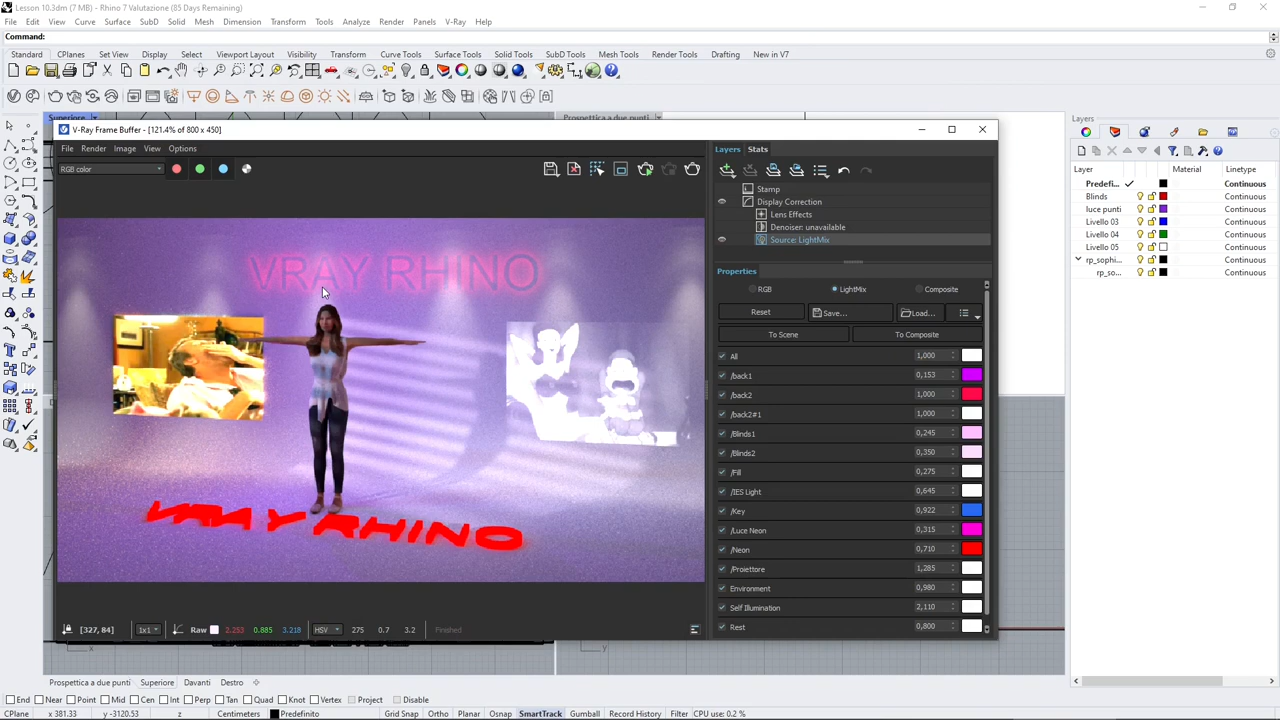 Lesson 10.3dm (7 MB) - Rhino 7 Valutazione (85 Days Remaining)
File Edit View Curve Surface SubD Solid Mesh Dimension Transform Tools Analyze Render Panels V-Ray Help
Command:
Standard CPlanes Set View Display Select Viewport Layout Visibility Transform Curve Tools Surface Tools Solid Tools SubD Tools Mesh Tools Render Tools Drafting New in V7
Superiore Prospettica a due punti
Layers
V-Ray Frame Buffer - [121.4% of 800 x 450]
File Render Image View Options
Layers Stats
RGB color
Stamp
Display Correction
Lens Effects
Denoiser: unavailable
Source: LightMix
Properties
RGB LightMix Composite
Reset Save... Load...
To Scene To Composite
All 1,000
/back1 0,153
/back2 1,000
/back2#1 1,000
/Blinds1 0,245
/Blinds2 0,350
/Fill 0,275
/IES Light 0,645
/Key 0,922
/Luce Neon 0,315
/Neon 0,710
/Proiettore 1,285
Environment 0,980
Self Illumination 2,110
Rest 0,800
VRAY RHINO
VRAY RHINO
[327, 84] 1x1 Raw 2.253 0.885 3.218 HSV 275 0.7 3.2 Finished
Layer Material Linetype
Predefi... Continuous
Blinds Continuous
luce punti Continuous
Livello 03 Continuous
Livello 04 Continuous
Livello 05 Continuous
rp_sophi... Continuous
rp_so... Continuous
x y
Prospettica a due punti Superiore Davanti Destro
End Near Point Mid Cen Int Perp Tan Quad Knot Vertex Project Disable
CPlane x 381.33 y -3120.53 z Centimeters Predefinito Grid Snap Ortho Planar Osnap SmartTrack Gumball Record History Filter CPU use: 0.2 %